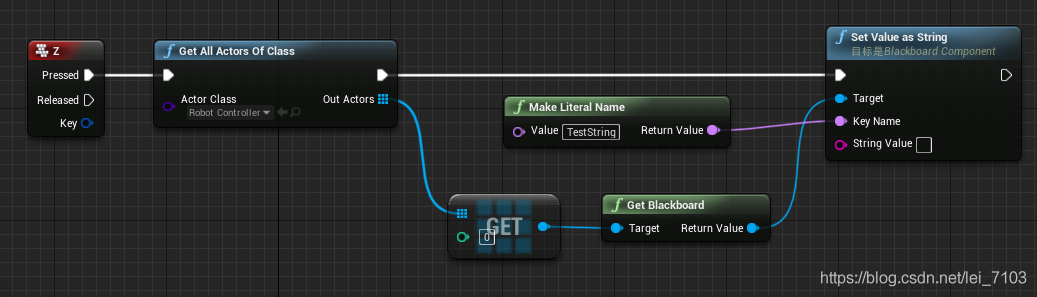 Z
Pressed
Released
Key
Get All Actors Of Class
Actor Class
Robot Controller
Out Actors
Make Literal Name
Value TestString Return Value
GET
0
Get Blackboard
Target Return Value
Set Value as String
目标是Blackboard Component
Target
Key Name
String Value
https://blog.csdn.net/lei_7103